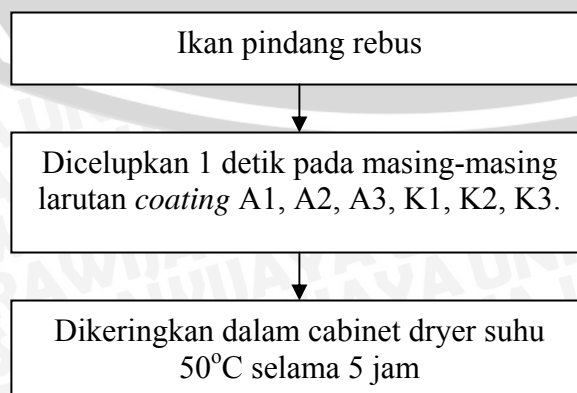 Ikan pindang rebus
Dicelupkan 1 detik pada masing-masing
larutan coating A1, A2, A3, K1, K2, K3.
Dikeringkan dalam cabinet dryer suhu
50°C selama 5 jam